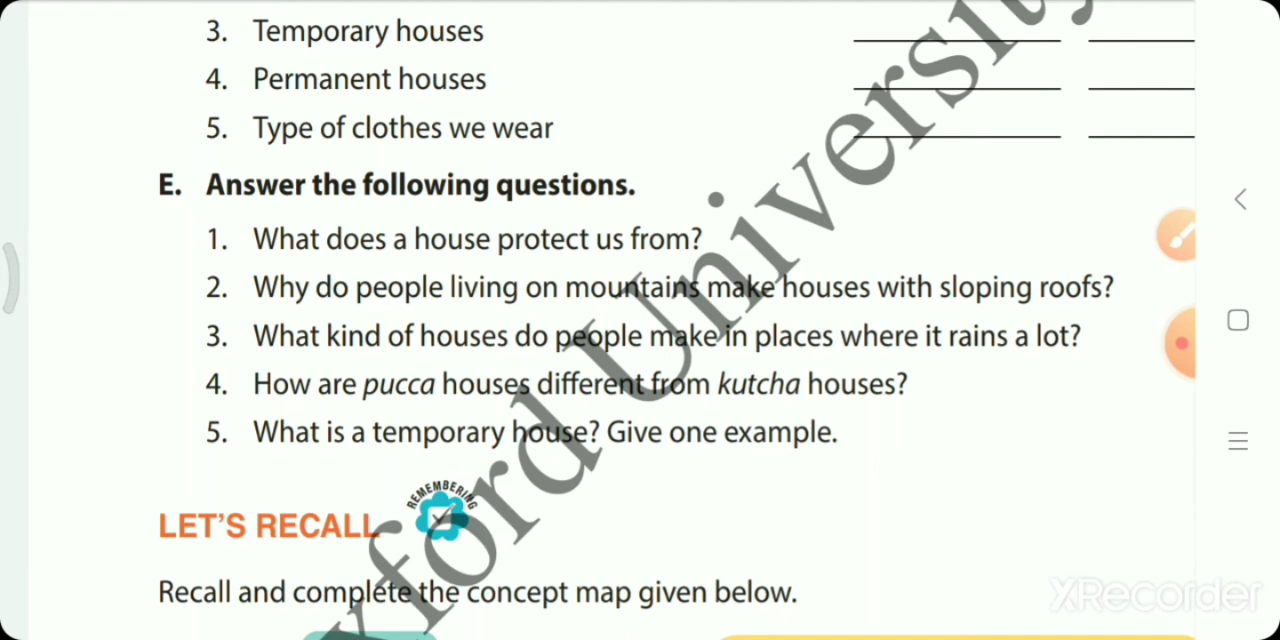 3. Temporary houses
4. Permanent houses
5. Type of clothes we wear
E. Answer the following questions.
1. What does a house protect us from?
2. Why do people living on mountains make houses with sloping roofs?
3. What kind of houses do people make in places where it rains a lot?
4. How are pucca houses different from kutcha houses?
5. What is a temporary house? Give one example.
REMEMBERING
LET'S RECALL
Recall and complete the concept map given below.
xford University
XRecorder